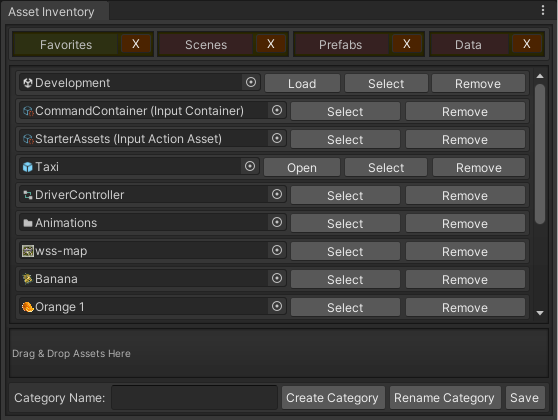 Asset Inventory
Favorites X Scenes X Prefabs X Data X
Development Load Select Remove
CommandContainer (Input Container) Select Remove
StarterAssets (Input Action Asset) Select Remove
Taxi Open Select Remove
DriverController Select Remove
Animations Select Remove
wss-map Select Remove
Banana Select Remove
Orange 1 Select Remove
Drag & Drop Assets Here
Category Name: Create Category Rename Category Save